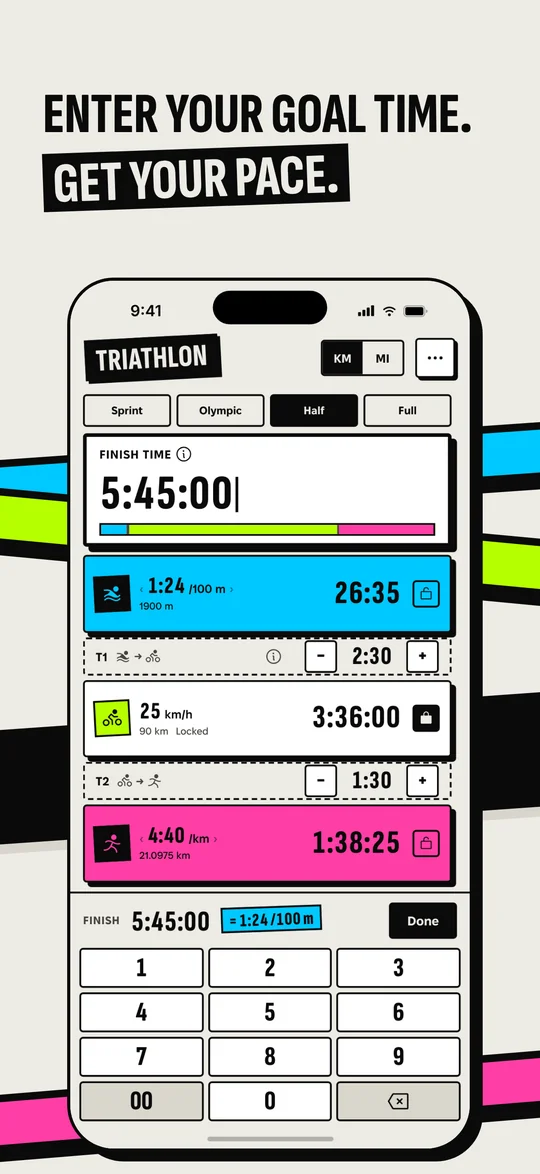 ENTER YOUR GOAL TIME.
GET YOUR PACE.
9:41
TRIATHLON
KM MI ...
Sprint Olympic Half Full
FINISH TIME i
5:45:00
‹ 1:24 /100 m › 26:35
1900 m
T1 → i − 2:30 +
25 km/h 3:36:00
90 km Locked
T2 → − 1:30 +
‹ 4:40 /km › 1:38:25
21.0975 km
FINISH 5:45:00 = 1:24/100 m Done
1 2 3
4 5 6
7 8 9
00 0